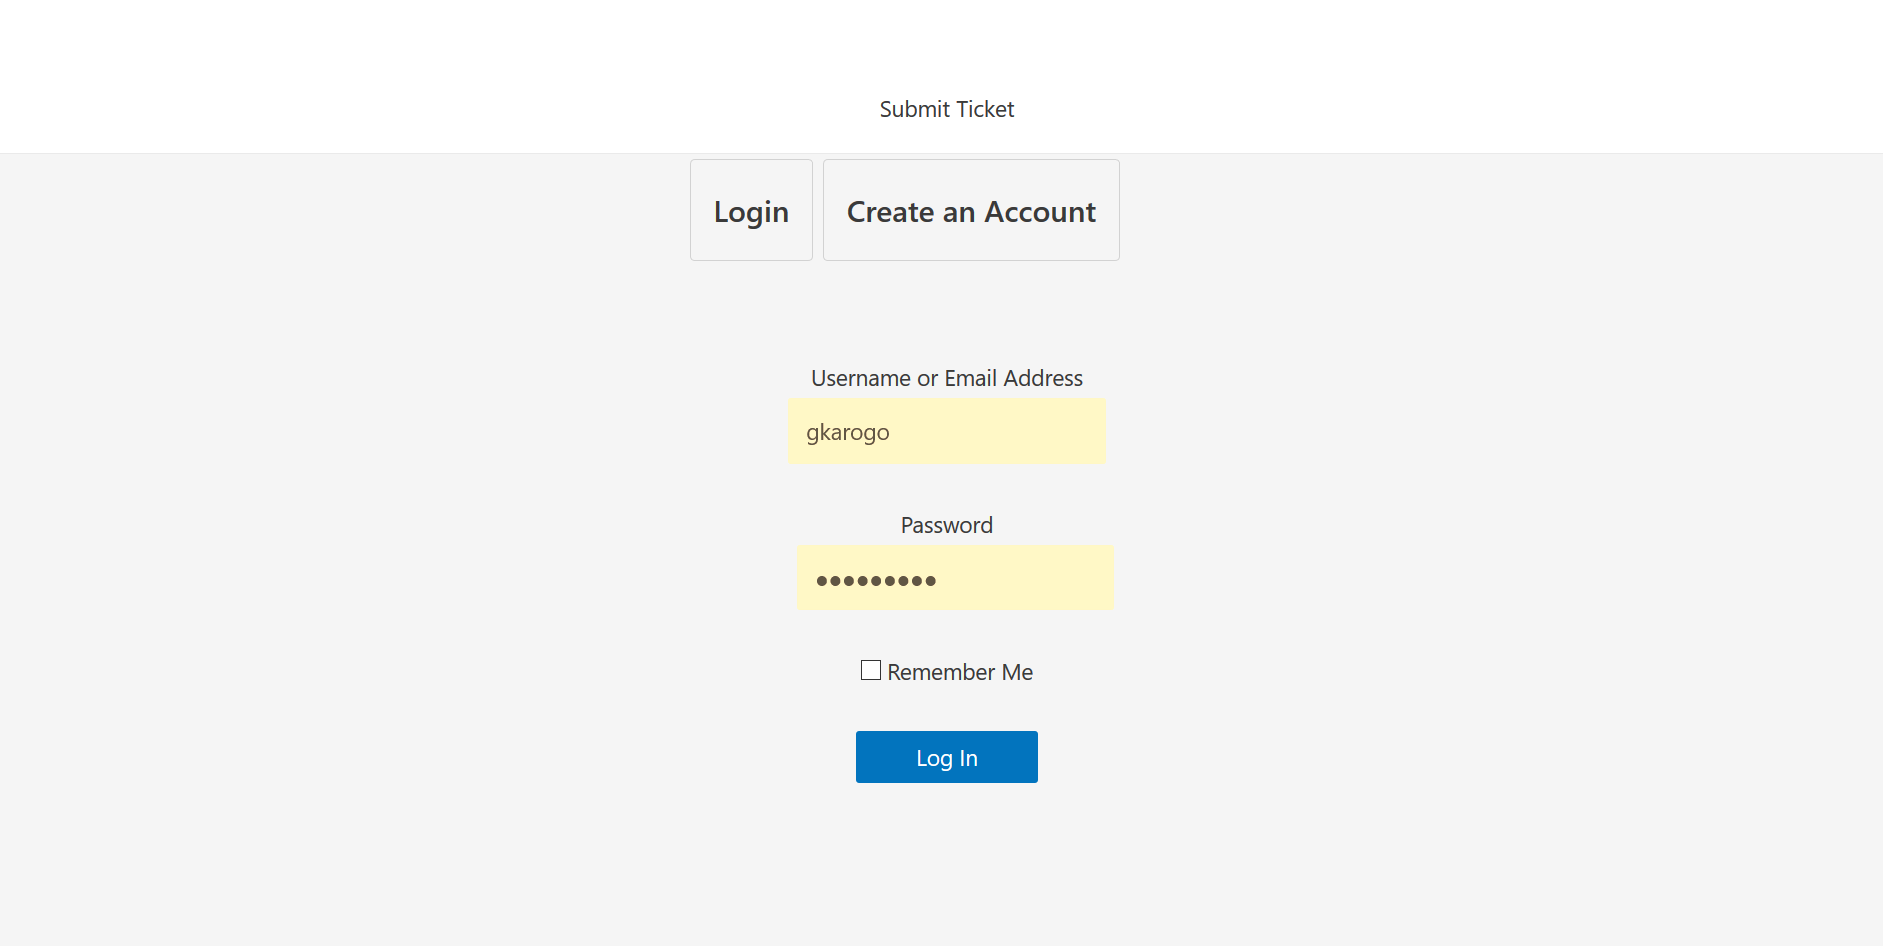 Submit Ticket
Login
Create an Account
Username or Email Address
gkarogo
Password
●●●●●●●●●
Remember Me
Log In